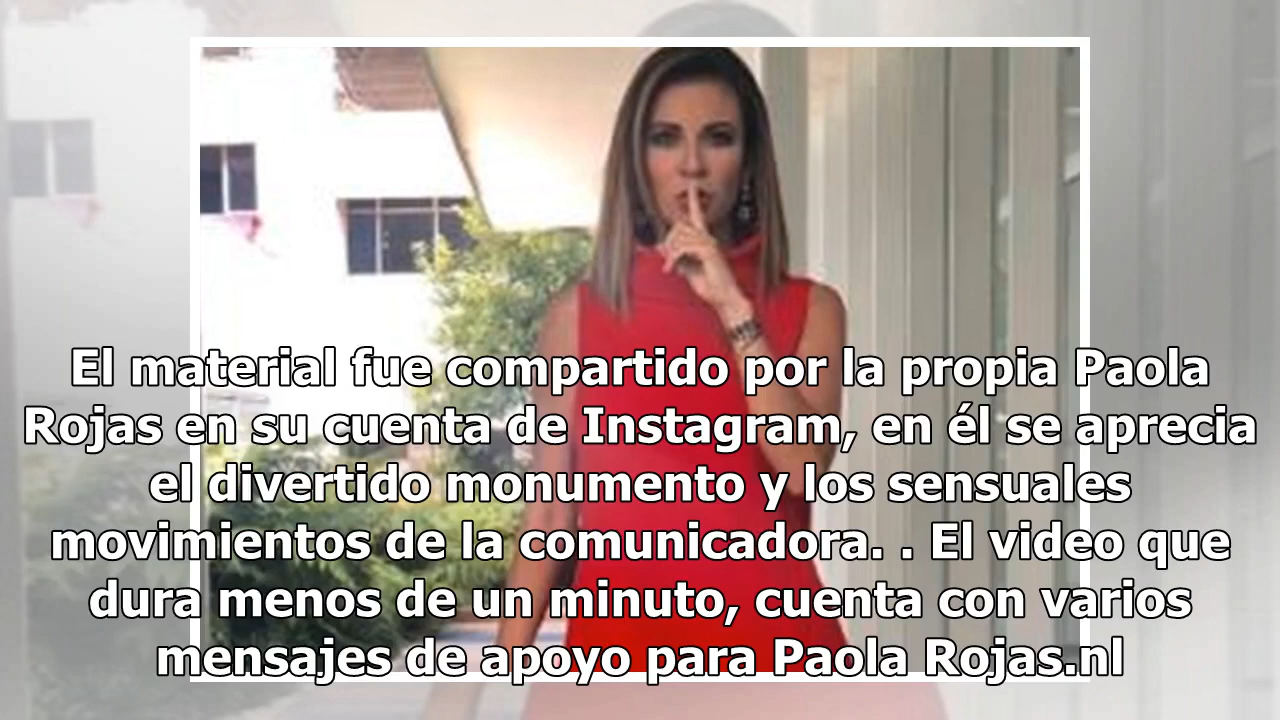 El material fue compartido por la propia Paola
Rojas en su cuenta de Instagram, en él se aprecia
el divertido monumento y los sensuales
movimientos de la comunicadora. . El video que
dura menos de un minuto, cuenta con varios
mensajes de apoyo para Paola Rojas.nl